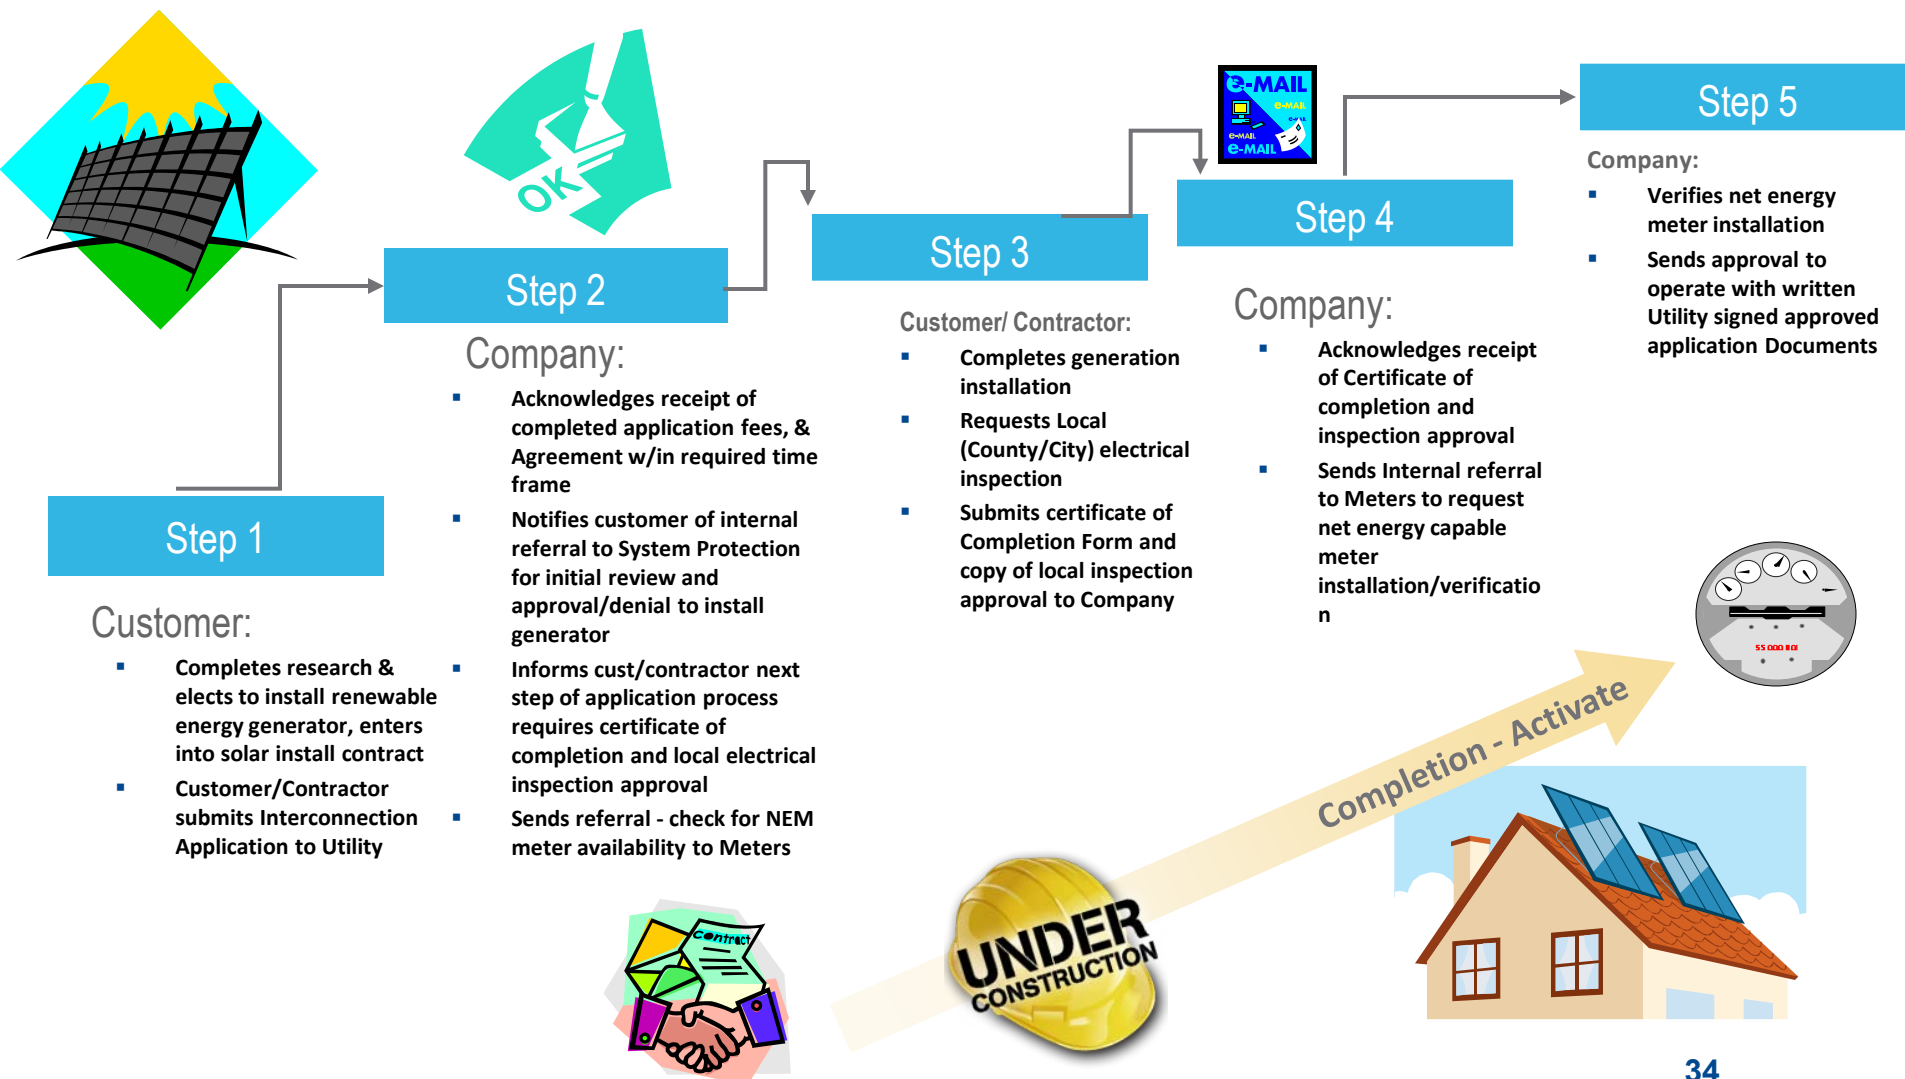 Step 1
Customer:
▪ Completes research &
elects to install renewable
energy generator, enters
into solar install contract
▪ Customer/Contractor
submits Interconnection
Application to Utility
OK
Step 2
Company:
▪ Acknowledges receipt of
completed application fees, &
Agreement w/in required time
frame
▪ Notifies customer of internal
referral to System Protection
for initial review and
approval/denial to install
generator
▪ Informs cust/contractor next
step of application process
requires certificate of
completion and local electrical
inspection approval
▪ Sends referral - check for NEM
meter availability to Meters
contract
Step 3
Customer/ Contractor:
▪ Completes generation
installation
▪ Requests Local
(County/City) electrical
inspection
▪ Submits certificate of
Completion Form and
copy of local inspection
approval to Company
UNDER
CONSTRUCTION
e-MAIL
e-MAIL
e-MAIL
e-MAIL
e-MAIL
Step 4
Company:
▪ Acknowledges receipt
of Certificate of
completion and
inspection approval
▪ Sends Internal referral
to Meters to request
net energy capable
meter
installation/verificatio
n
Step 5
Company:
▪ Verifies net energy
meter installation
▪ Sends approval to
operate with written
Utility signed approved
application Documents
Completion - Activate
34